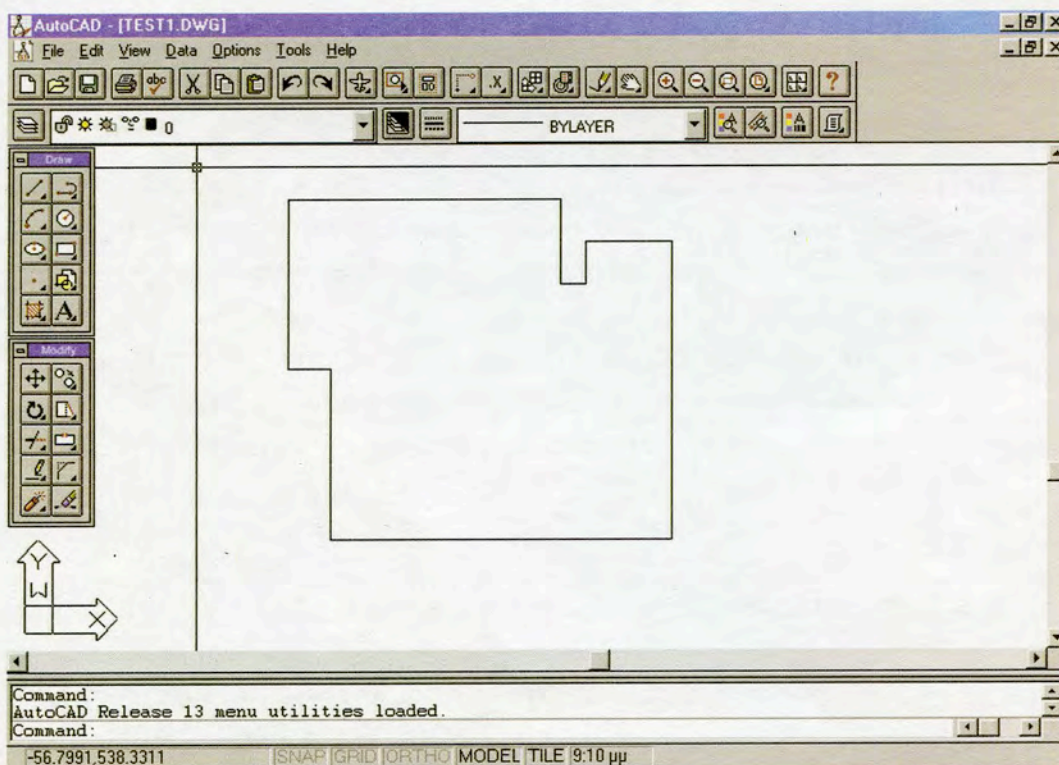 AutoCAD - [TEST1.DWG]
File Edit View Data Options Tools Help
abc .X ?
0 BYLAYER
Draw
A
Modify
Y
W
X
Command:
AutoCAD Release 13 menu utilities loaded.
Command:
-56.7991,538.3311 SNAP GRID ORTHO MODEL TILE 9:10 μμ